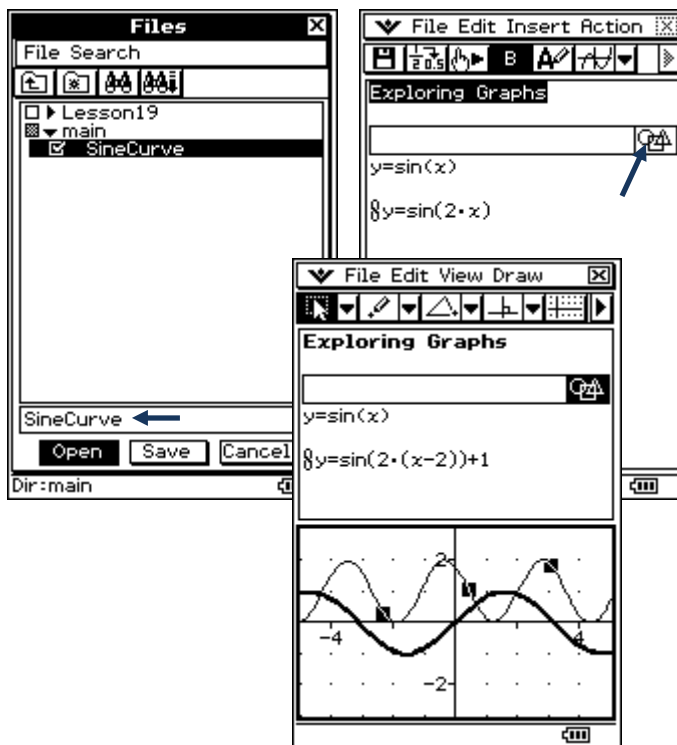 Files
File Search
Lesson19
main
SineCurve
SineCurve
Open Save Cancel
Dir:main
File Edit Insert Action
B A
Exploring Graphs
y=sin(x)
y=sin(2·x)
File Edit View Draw
Exploring Graphs
y=sin(x)
y=sin(2·(x-2))+1
2
-4 4
-2